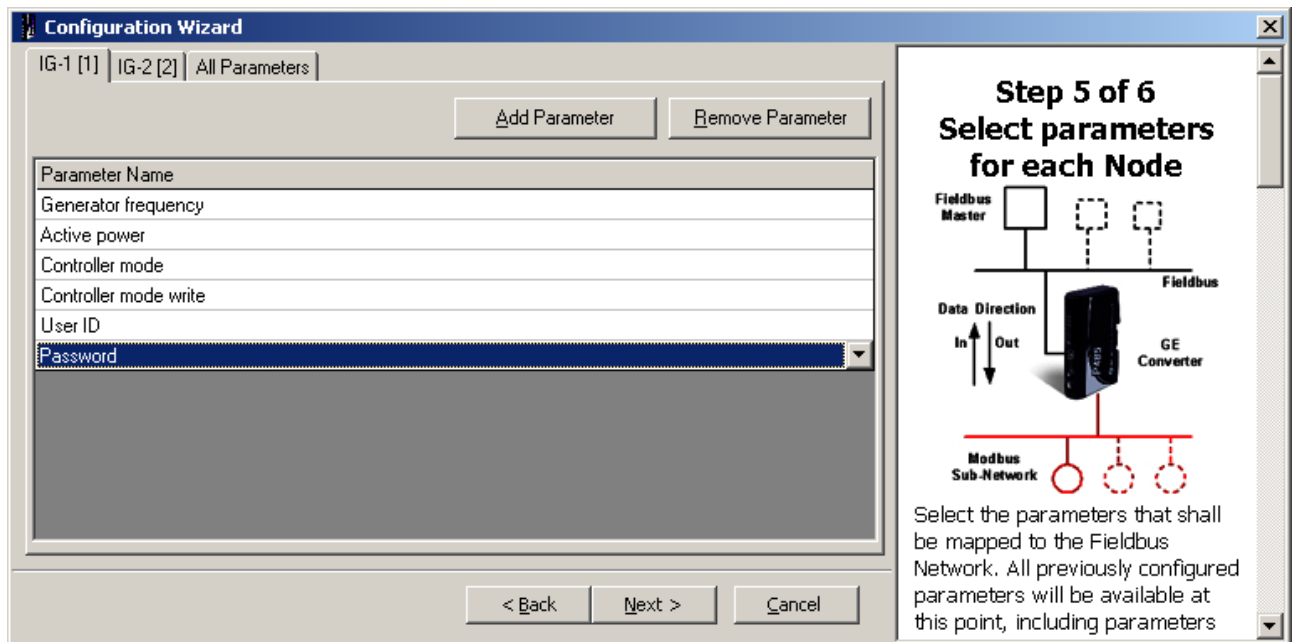 Configuration Wizard
IG-1 [1] IG-2 [2] All Parameters
Add Parameter Remove Parameter
Parameter Name
Generator frequency
Active power
Controller mode
Controller mode write
User ID
Password
< Back Next > Cancel
Step 5 of 6
Select parameters
for each Node
Fieldbus
Master
Fieldbus
Data Direction
In Out
GE
Converter
P485
Modbus
Sub-Network
Select the parameters that shall
be mapped to the Fieldbus
Network. All previously configured
parameters will be available at
this point, including parameters